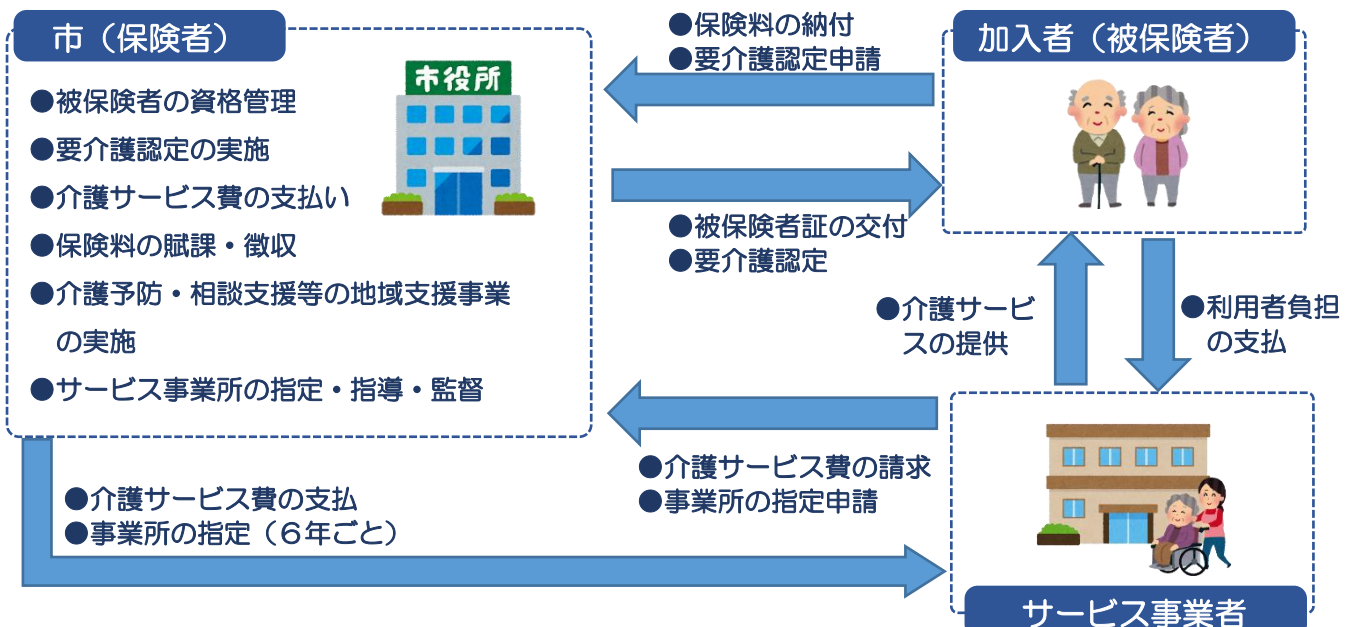 市（保険者）
市役所
●被保険者の資格管理
●要介護認定の実施
●介護サービス費の支払い
●保険料の賦課・徴収
●介護予防・相談支援等の地域支援事業
の実施
●サービス事業所の指定・指導・監督
●保険料の納付
●要介護認定申請
●被保険者証の交付
●要介護認定
加入者（被保険者）
●介護サービ
スの提供
●利用者負担
の支払
●介護サービス費の請求
●事業所の指定申請
●介護サービス費の支払
●事業所の指定（６年ごと）
サービス事業者